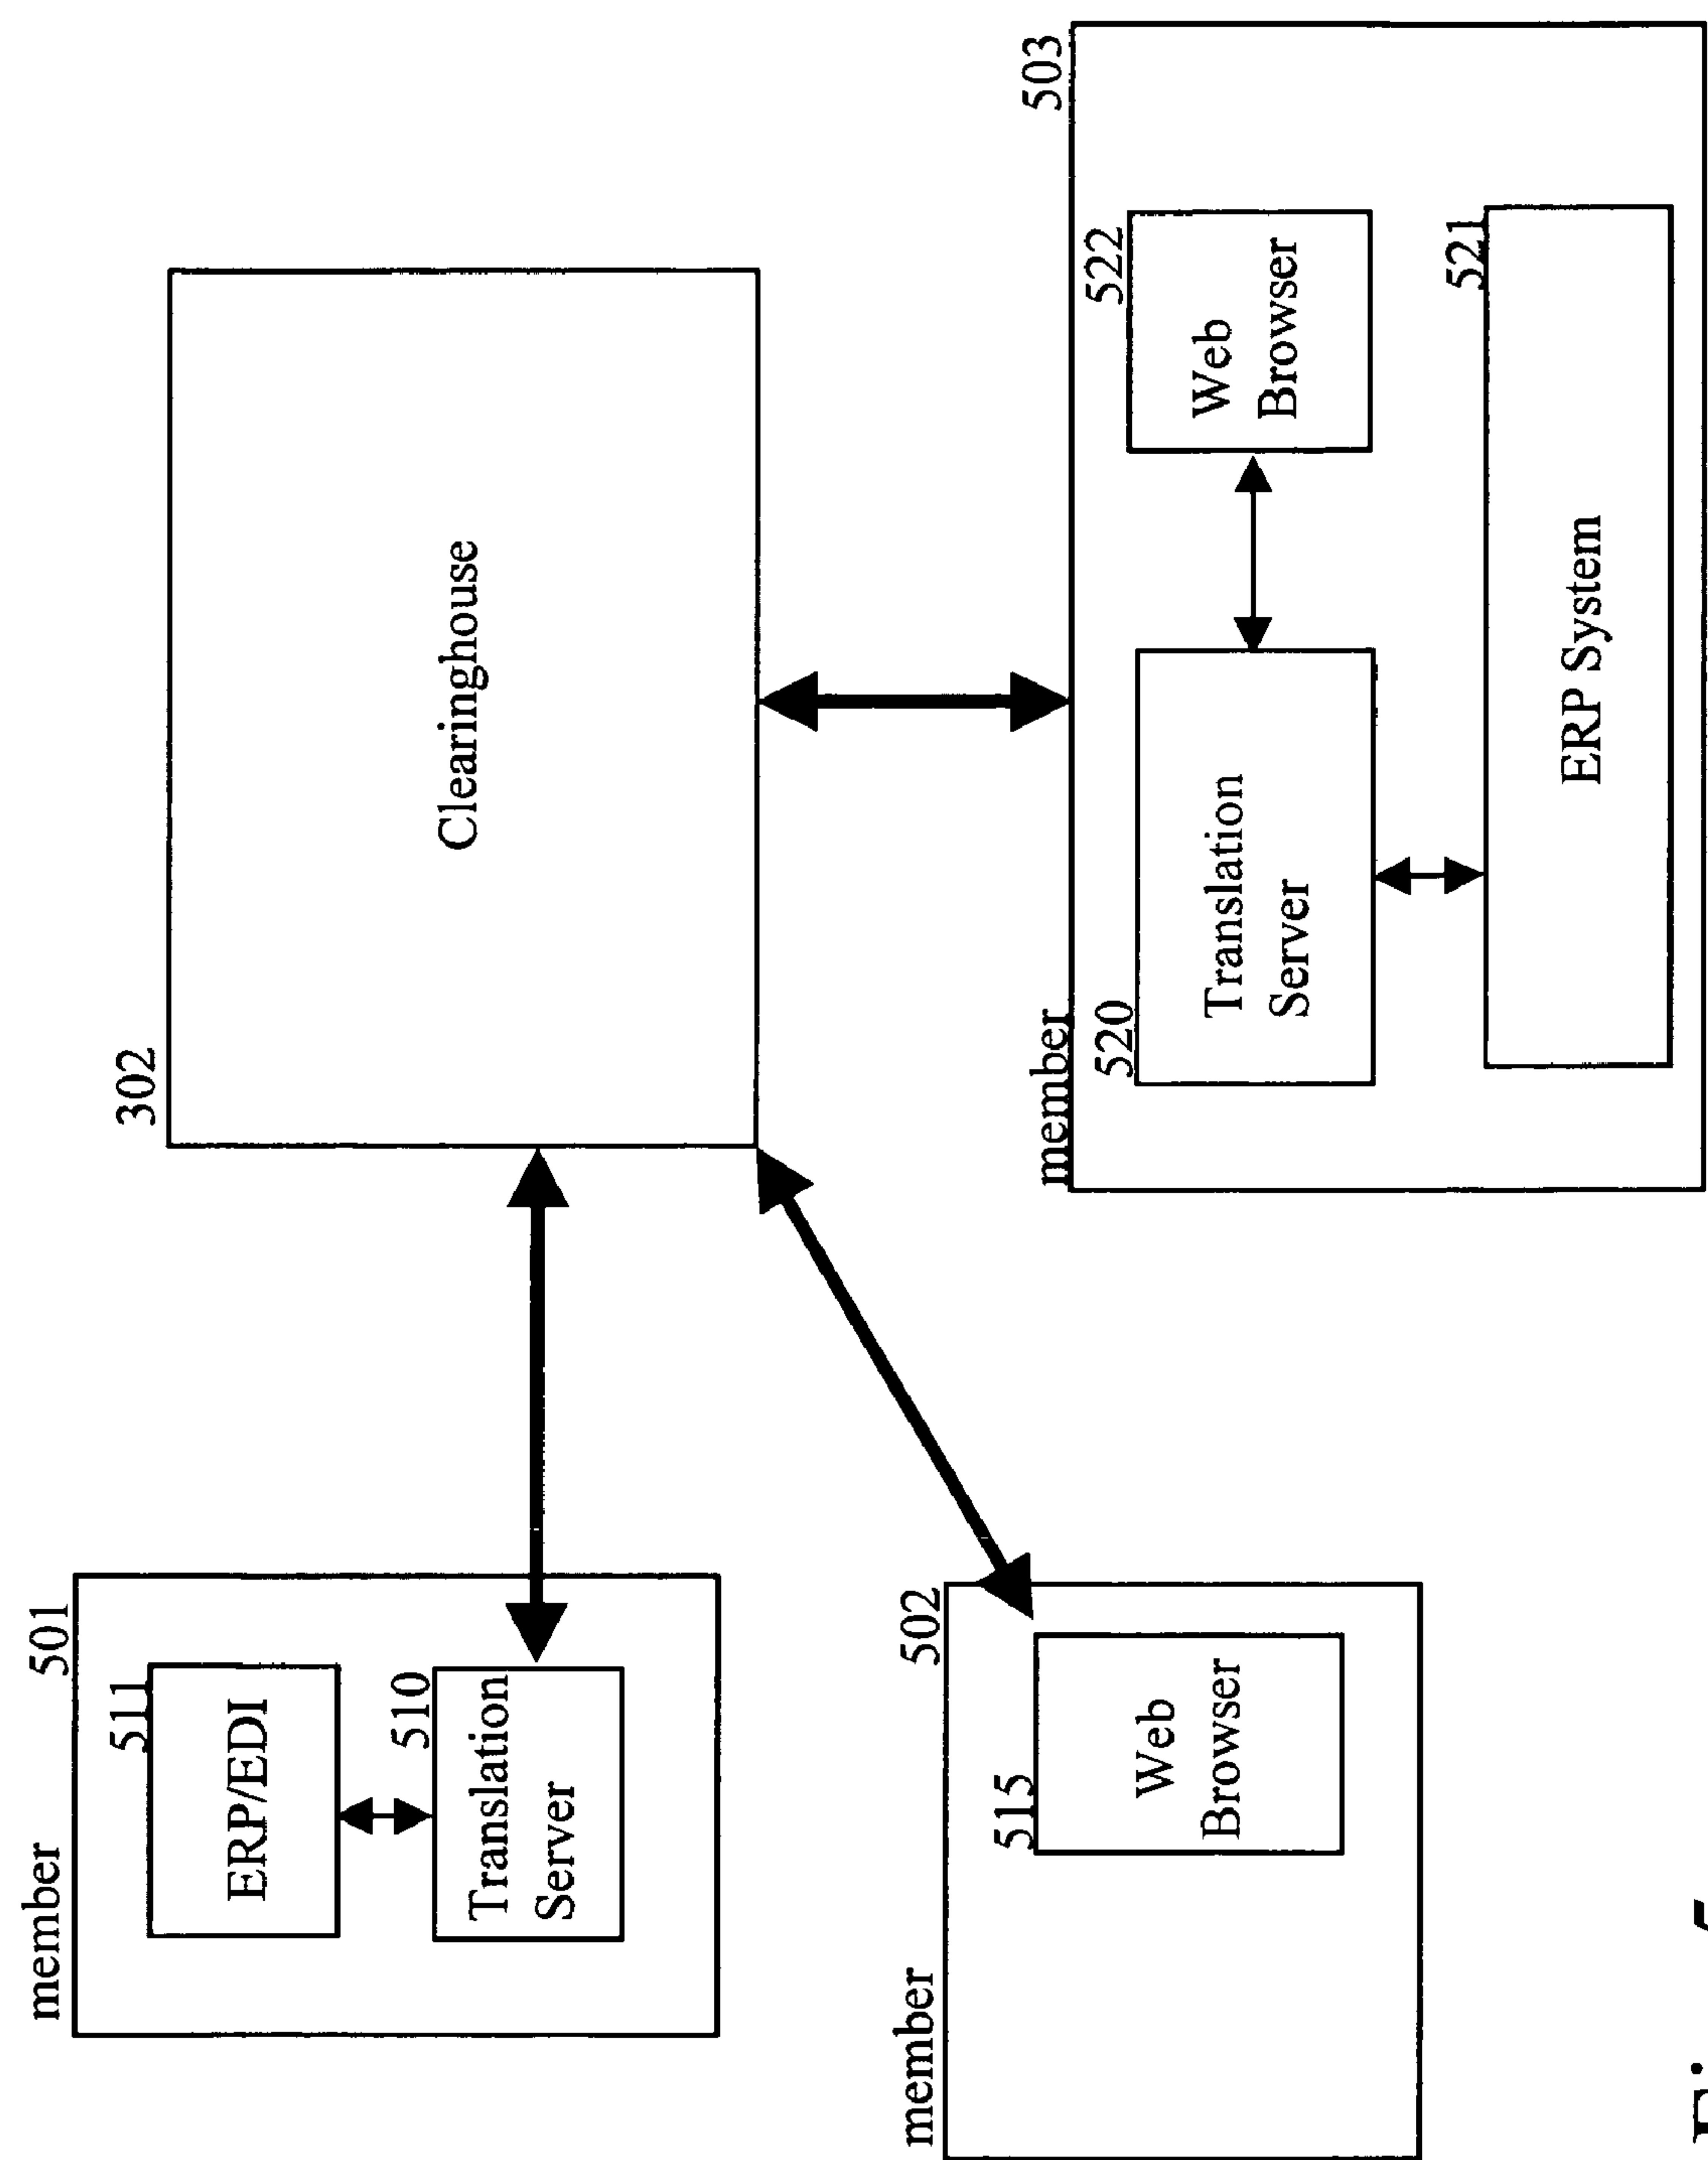 member
501
511
ERP/EDI
510
Translation
Server
302
Clearinghouse
member
502
515
Web
Browser
member
503
520
Translation
Server
522
Web
Browser
521
ERP System